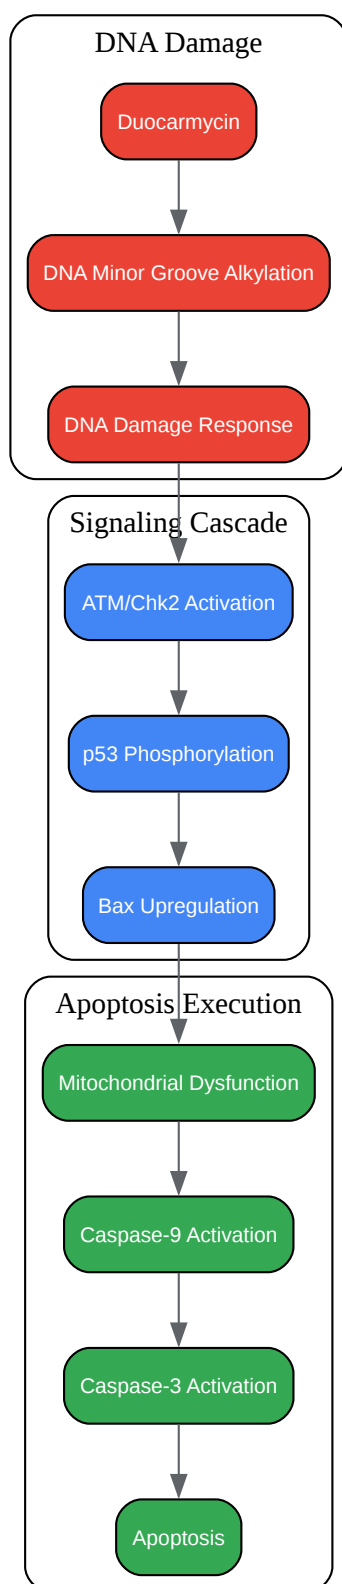 DNA Damage
Duocarmycin
DNA Minor Groove Alkylation
DNA Damage Response
Signaling Cascade
ATM/Chk2 Activation
p53 Phosphorylation
Bax Upregulation
Apoptosis Execution
Mitochondrial Dysfunction
Caspase-9 Activation
Caspase-3 Activation
Apoptosis